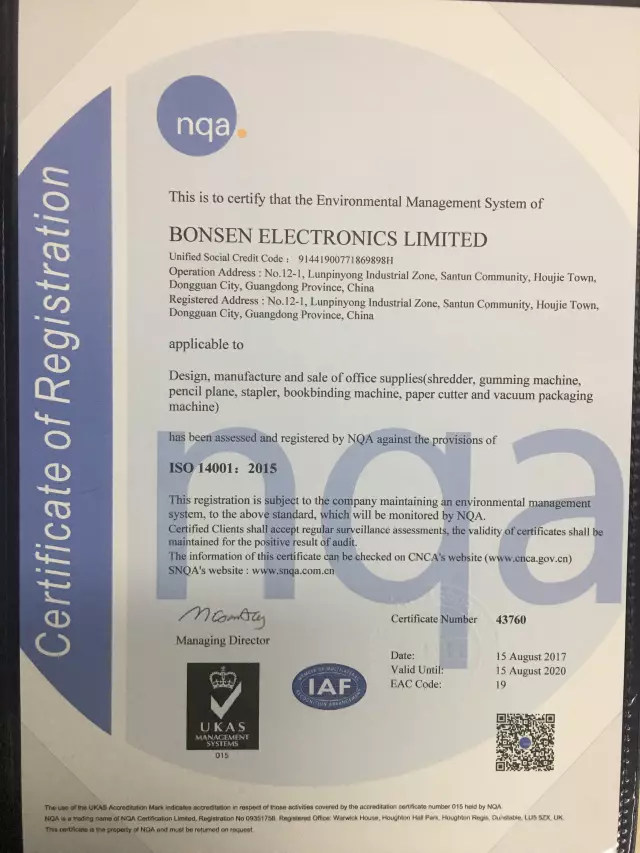 Certificate of Registration
nqa.
This is to certify that the Environmental Management System of
BONSEN ELECTRONICS LIMITED
Unified Social Credit Code : 91441900771869898H
Operation Address : No.12-1, Lunpinyong Industrial Zone, Santun Community, Houjie Town,
Dongguan City, Guangdong Province, China
Registered Address : No.12-1, Lunpinyong Industrial Zone, Santun Community, Houjie Town,
Dongguan City, Guangdong Province, China
applicable to
Design, manufacture and sale of office supplies(shredder, gumming machine,
pencil plane, stapler, bookbinding machine, paper cutter and vacuum packaging
machine)
has been assessed and registered by NQA against the provisions of
ISO 14001: 2015
This registration is subject to the company maintaining an environmental management
system, to the above standard, which will be monitored by NQA.
Certified Clients shall accept regular surveillance assessments, the validity of certificates shall be
maintained for the positive result of audit.
The information of this certificate can be checked on CNCA's website (www.cnca.gov.cn)
SNQA's website : www.snqa.com.cn
nqa
Managing Director
Certificate Number 43760
Date: 15 August 2017
Valid Until: 15 August 2020
EAC Code: 19
UKAS
MANAGEMENT
SYSTEMS
015
MEMBER OF MULTILATERAL
IAF
RECOGNITION ARRANGEMENT
The use of the UKAS Accreditation Mark indicates accreditation in respect of those activities covered by the accreditation certificate number 015 held by NQA.
NQA is a trading name of NQA Certification Limited, Registration No 09351758. Registered Office: Warwick House, Houghton Hall Park, Houghton Regis, Dunstable, LU5 5ZX, UK.
This certificate is the property of NQA and must be returned on request.